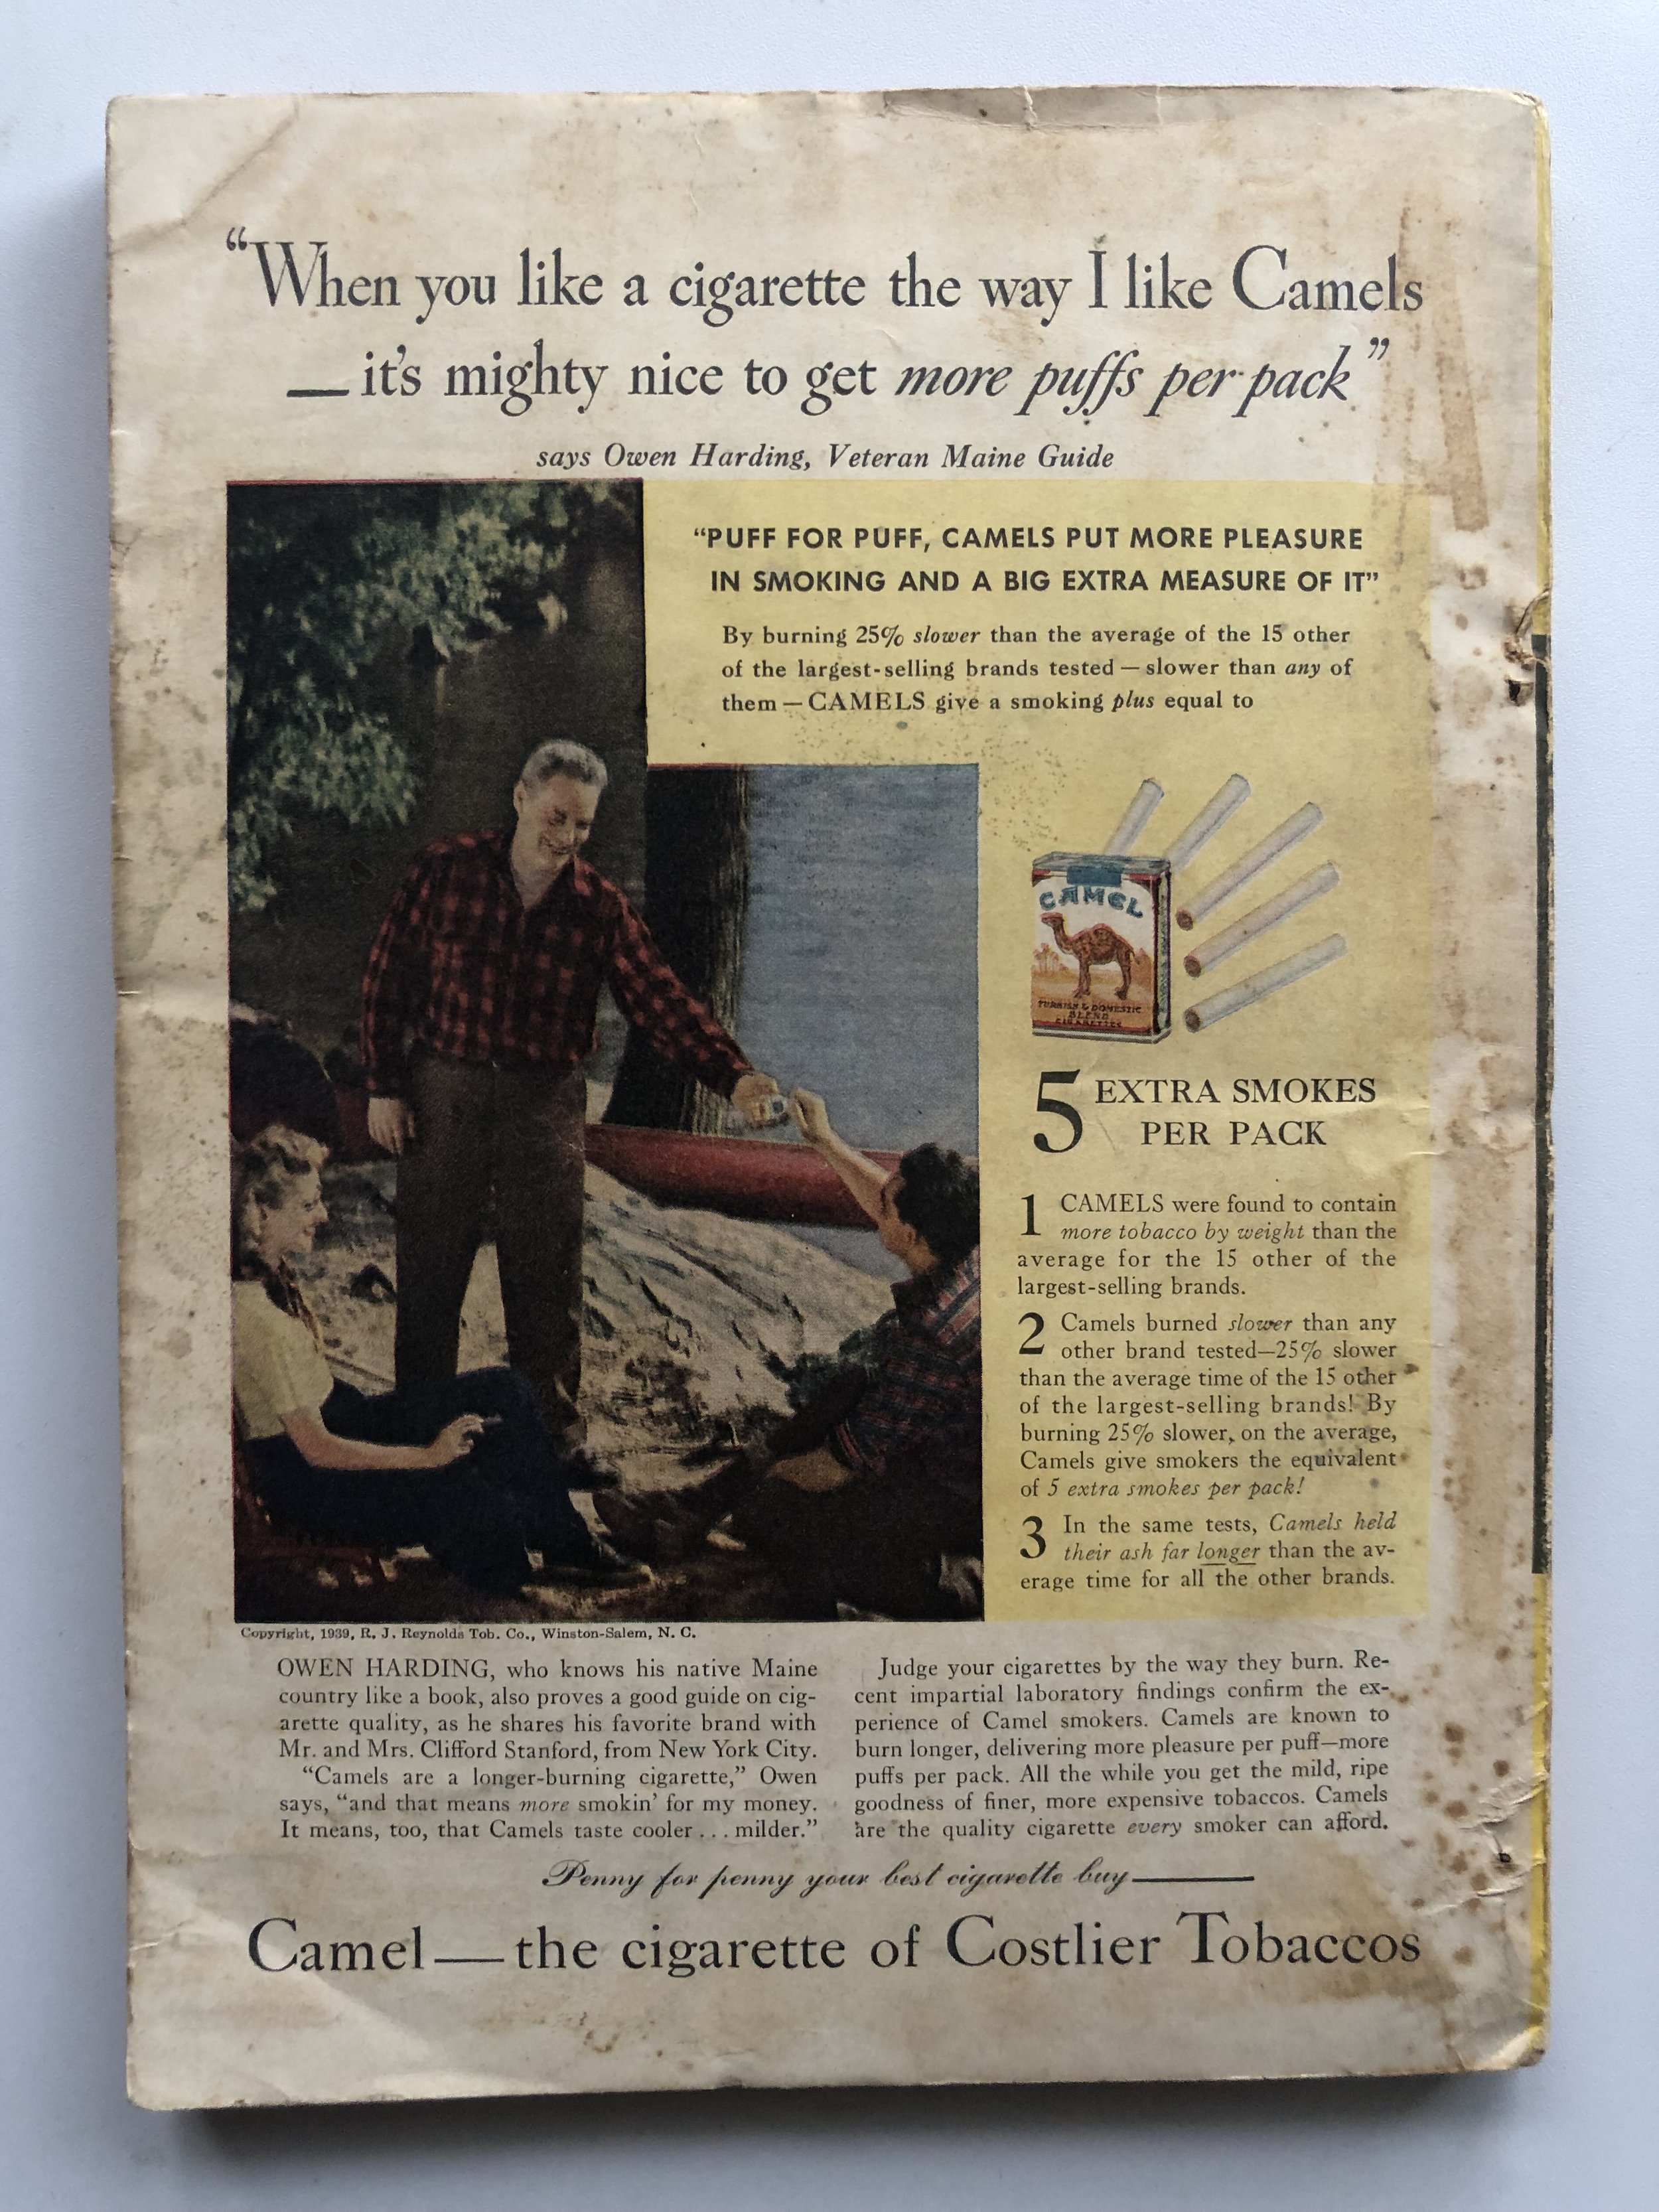 “When you like a cigarette the way I like Camels
—it’s mighty nice to get more puffs per pack”
says Owen Harding, Veteran Maine Guide
“PUFF FOR PUFF, CAMELS PUT MORE PLEASURE
IN SMOKING AND A BIG EXTRA MEASURE OF IT”
By burning 25% slower than the average of the 15 other
of the largest-selling brands tested—slower than any of
them—CAMELS give a smoking plus equal to
CAMEL
TURKISH & DOMESTIC
BLEND
CIGARETTES
5 EXTRA SMOKES
PER PACK
1 CAMELS were found to contain
more tobacco by weight than the
average for the 15 other of the
largest-selling brands.
2 Camels burned slower than any
other brand tested—25% slower
than the average time of the 15 other
of the largest-selling brands! By
burning 25% slower, on the average,
Camels give smokers the equivalent
of 5 extra smokes per pack!
3 In the same tests, Camels held
their ash far longer than the av-
erage time for all the other brands.
Copyright, 1939, R. J. Reynolds Tob. Co., Winston-Salem, N. C.
OWEN HARDING, who knows his native Maine
country like a book, also proves a good guide on cig-
arette quality, as he shares his favorite brand with
Mr. and Mrs. Clifford Stanford, from New York City.
“Camels are a longer-burning cigarette,” Owen
says, “and that means more smokin’ for my money.
It means, too, that Camels taste cooler . . . milder.”
Judge your cigarettes by the way they burn. Re-
cent impartial laboratory findings confirm the ex-
perience of Camel smokers. Camels are known to
burn longer, delivering more pleasure per puff—more
puffs per pack. All the while you get the mild, ripe
goodness of finer, more expensive tobaccos. Camels
are the quality cigarette every smoker can afford.
Penny for penny your best cigarette buy—
Camel—the cigarette of Costlier Tobaccos